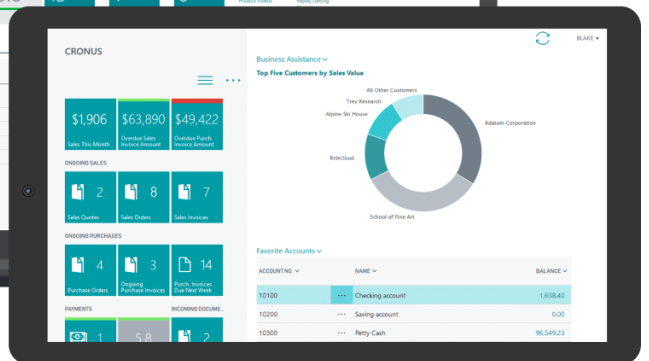 Product Videos
CRONUS
BLAKE
Business Assistance
Top Five Customers by Sales Value
All Other Customers
Trey Research
Alpine Ski House
Relecloud
Adatum Corporation
School of Fine Art
$1,906
Sales This Month
$63,890
Overdue Sales Invoice Amount
$49,422
Overdue Purch. Invoice Amount
ONGOING SALES
2
Sales Quotes
8
Sales Orders
7
Sales Invoices
ONGOING PURCHASES
4
Purchase Orders
3
Ongoing Purchase Invoices
14
Purch. Invoices Due Next Week
PAYMENTS
INCOMING DOCUME..
1
5.8
2
Favorite Accounts
ACCOUNT NO.
NAME
BALANCE
10100 ... Checking account 1,638.40
10200 ... Saving account 0.00
10300 ... Petty Cash 96,549.23